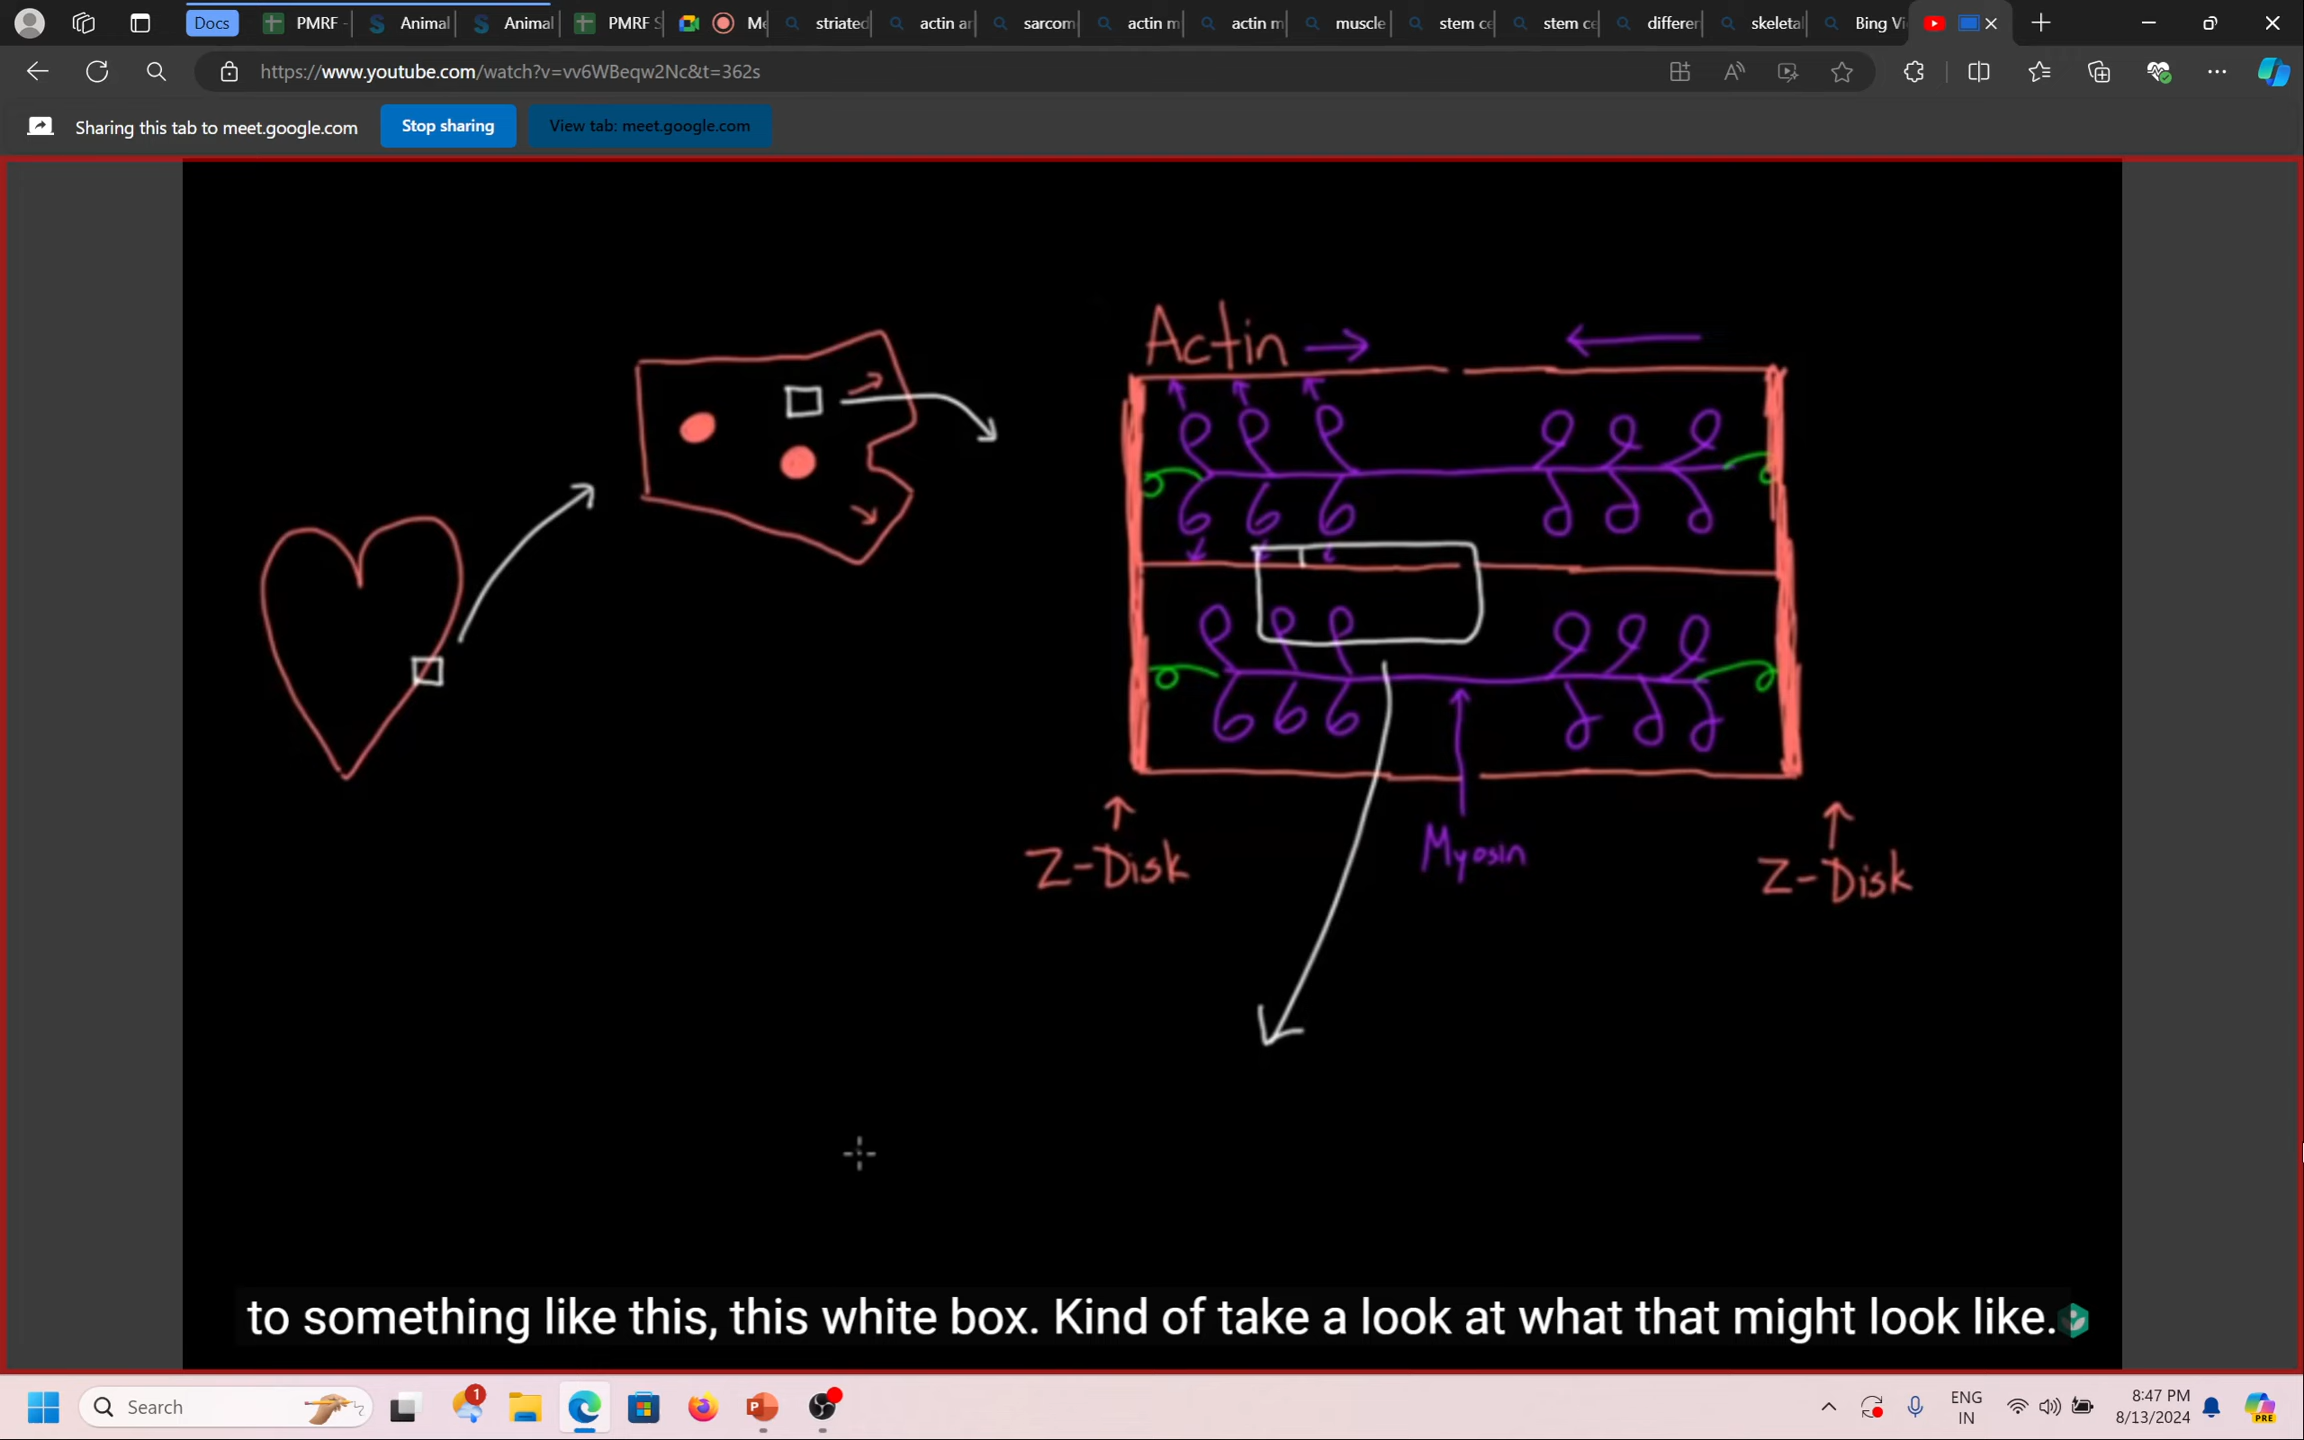 Docs
PMRF -
Animal
Animal
PMRF S
Me
striated
actin ar
sarcom
actin m
actin m
muscle
stem ce
stem ce
differer
skeletal
Bing Vi
https://www.youtube.com/watch?v=vv6WBeqw2Nc&t=362s
Sharing this tab to meet.google.com
Stop sharing
View tab: meet.google.com
Actin
Z-Disk
Myosin
Z-Disk
to something like this, this white box. Kind of take a look at what that might look like.
Search
1
ENG
IN
8:47 PM
8/13/2024
PRE